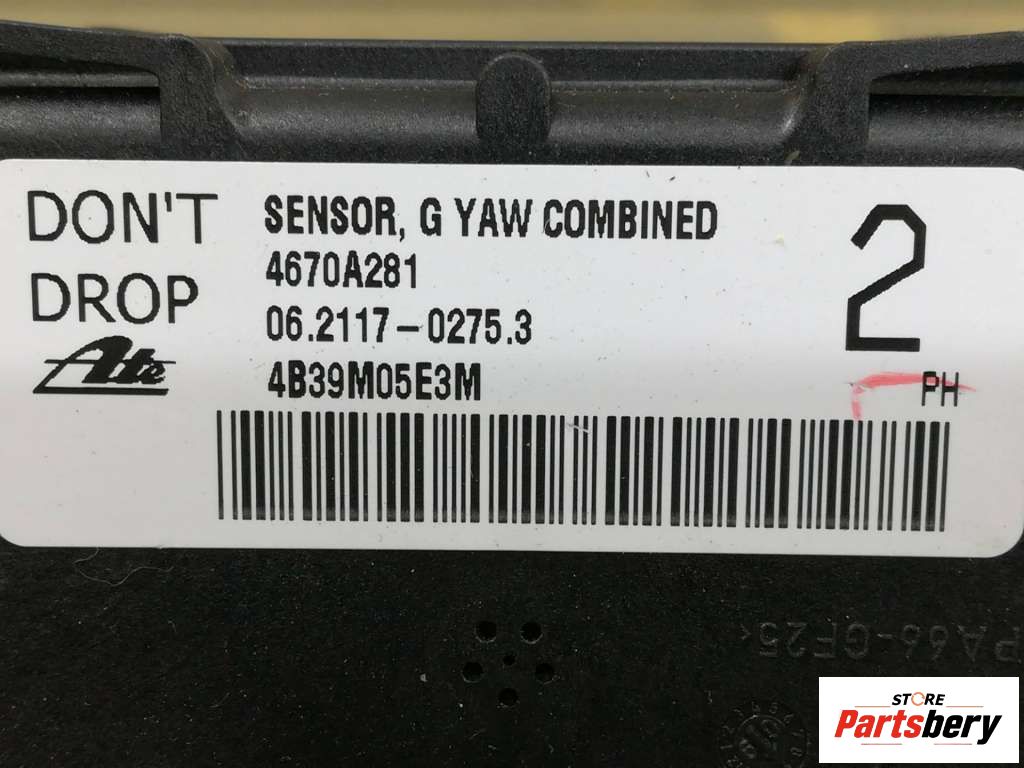 DON'T
DROP
Ate
SENSOR, G YAW COMBINED
4670A281
06.2117-0275.3
4B39M05E3M
2
PH
>PA66-GF25<
STORE
Partsbery